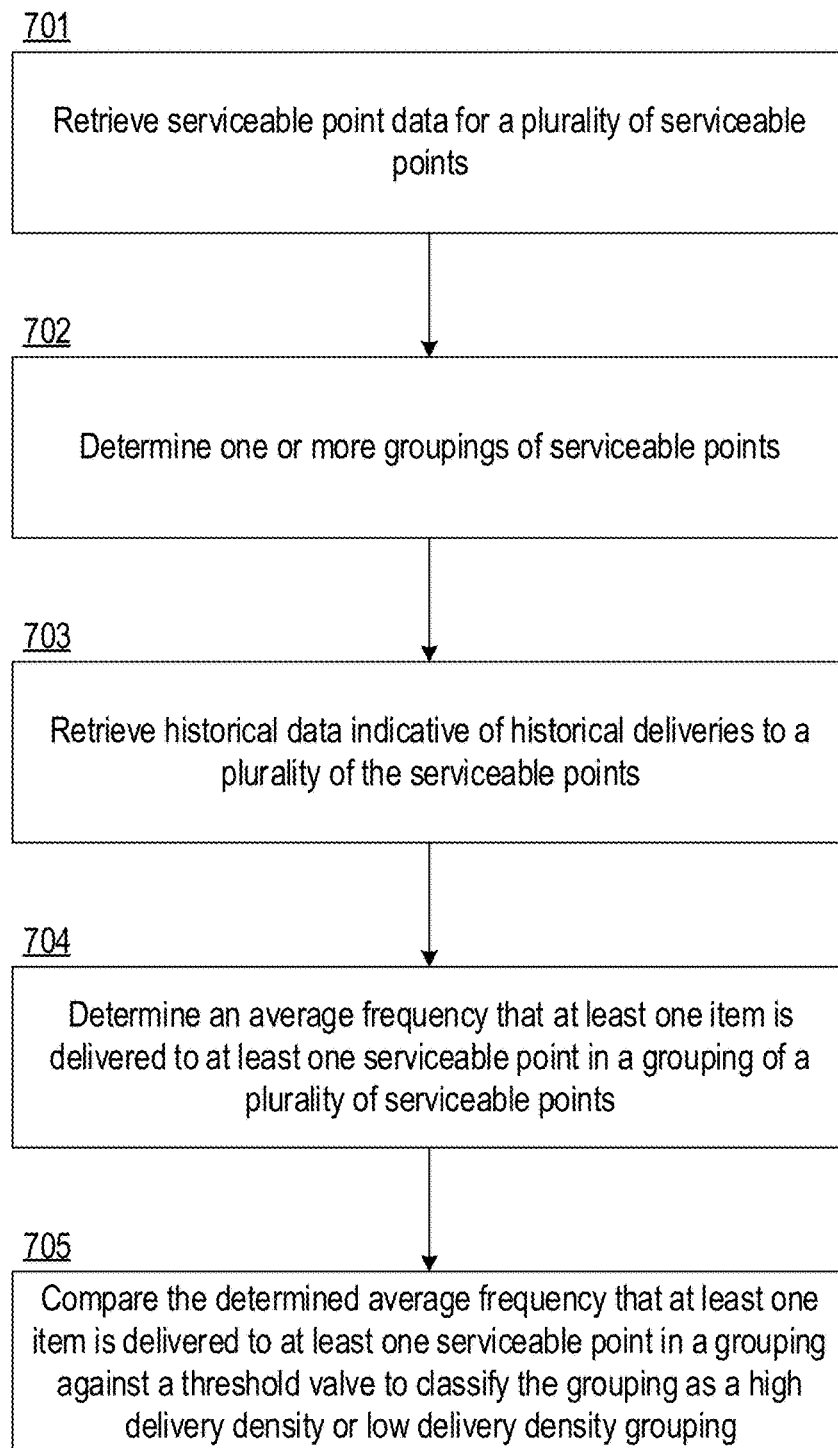 701
Retrieve serviceable point data for a plurality of serviceable
points
702
Determine one or more groupings of serviceable points
703
Retrieve historical data indicative of historical deliveries to a
plurality of the serviceable points
704
Determine an average frequency that at least one item is
delivered to at least one serviceable point in a grouping of a
plurality of serviceable points
705
Compare the determined average frequency that at least one
item is delivered to at least one serviceable point in a grouping
against a threshold valve to classify the grouping as a high
delivery density or low delivery density grouping